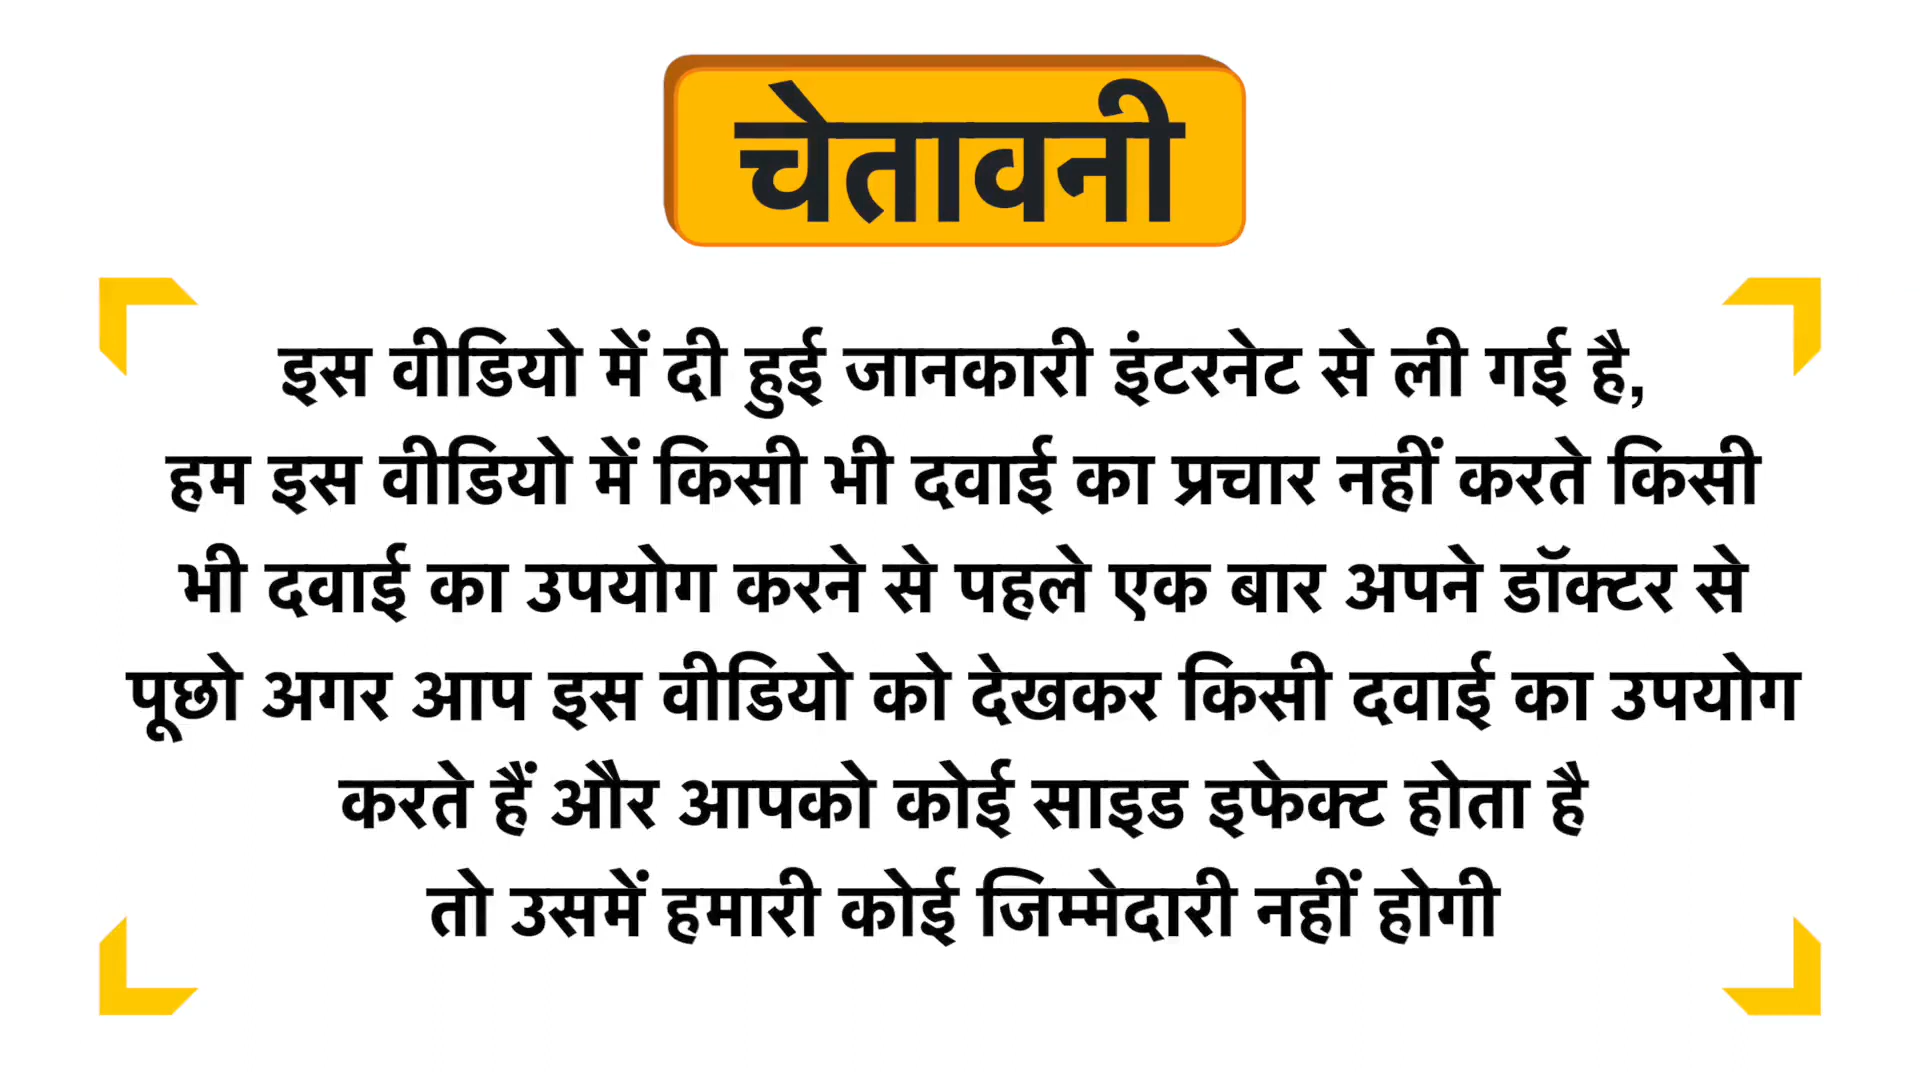 चेतावनी
इस वीडियो में दी हुई जानकारी इंटरनेट से ली गई है,
हम इस वीडियो में किसी भी दवाई का प्रचार नहीं करते किसी
भी दवाई का उपयोग करने से पहले एक बार अपने डॉक्टर से
पूछो अगर आप इस वीडियो को देखकर किसी दवाई का उपयोग
करते हैं और आपको कोई साइड इफेक्ट होता है
तो उसमें हमारी कोई जिम्मेदारी नहीं होगी